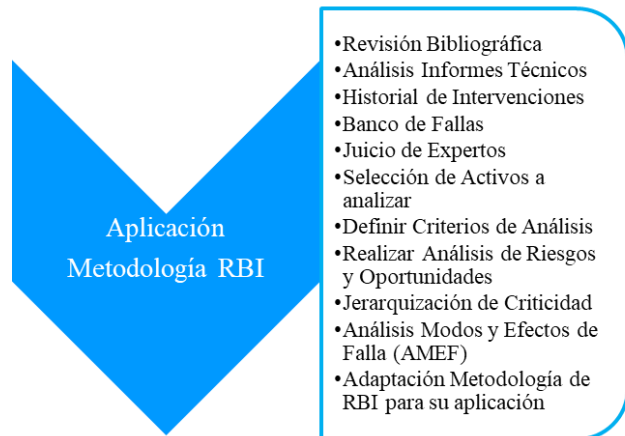 Aplicación
Metodología RBI
•Revisión Bibliográfica
•Análisis Informes Técnicos
•Historial de Intervenciones
•Banco de Fallas
•Juicio de Expertos
•Selección de Activos a
analizar
•Definir Criterios de Análisis
•Realizar Análisis de Riesgos
y Oportunidades
•Jerarquización de Criticidad
•Análisis Modos y Efectos de
Falla (AMEF)
•Adaptación Metodología de
RBI para su aplicación